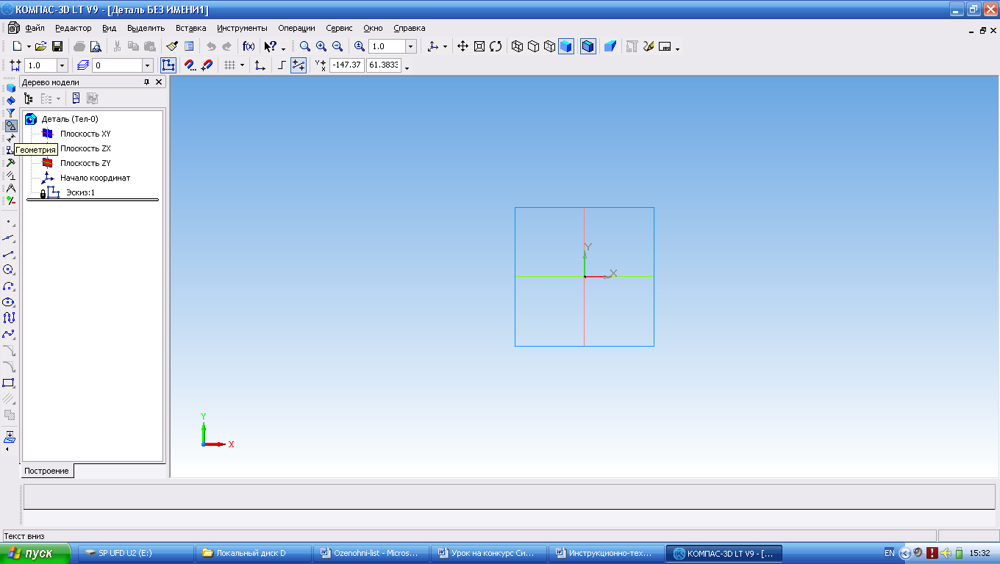 КОМПАС-3D LT V9 - [Деталь БЕЗ ИМЕНИ1]
Файл Редактор Вид Выделить Вставка Инструменты Операции Сервис Окно Справка
f(x) 1.0
1.0 0 -147.37 61.3833
Дерево модели
Деталь (Тел-0)
Плоскость XY
Геометрия Плоскость ZX
Плоскость ZY
Начало координат
Эскиз:1
Y
X
Y
X
Построение
Текст вниз
пуск SP UFD U2 (E:) Локальный диск D Ozenohni-list - Micros... Урок на конкурс Си... Инструкционно-тех... КОМПАС-3D LT V9 - [... EN 15:32